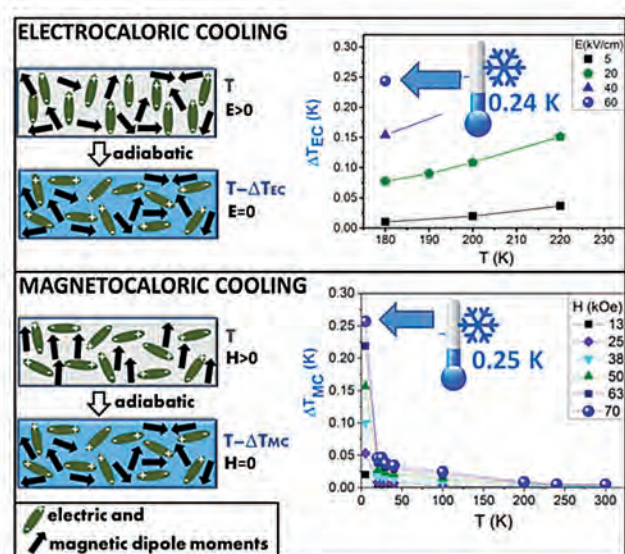 ELECTROCALORIC COOLING
T
E>0
adiabatic
T-ΔTEC
E=0
ΔTEC (K)
0.30
0.25
0.20
0.15
0.10
0.05
0.00
180 190 200 210 220 230
T (K)
E(kV/cm)
5
20
40
60
0.24 K
MAGNETOCALORIC COOLING
T
H>0
adiabatic
T-ΔTMC
H=0
electric and
magnetic dipole moments
ΔTMC (K)
0.30
0.25
0.20
0.15
0.10
0.05
0.00
0 50 100 150 200 250 300
T (K)
H (kOe)
13
25
38
50
63
70
0.25 K